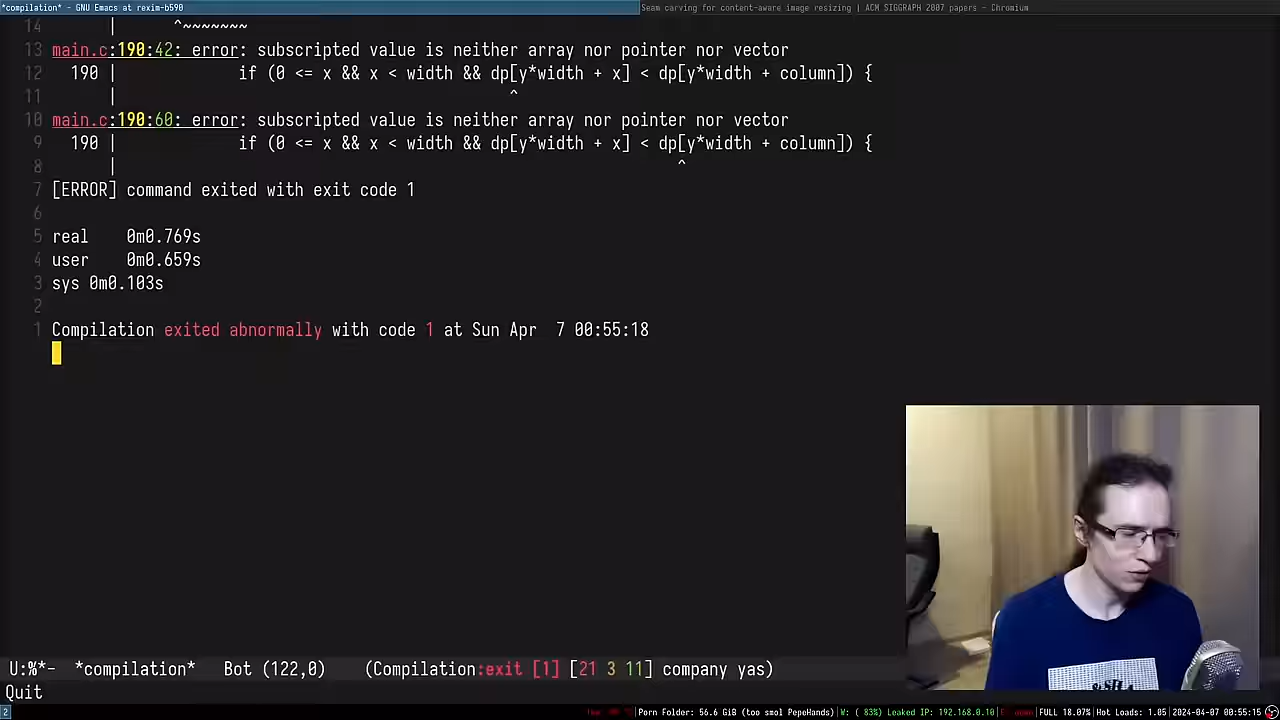 *compilation* - GNU Emacs at rexim-b590
Seam carving for content-aware image resizing | ACM SIGGRAPH 2007 papers - Chromium
14 | ^~~~~~~~
13 main.c:190:42: error: subscripted value is neither array nor pointer nor vector
12 190 | if (0 <= x && x < width && dp[y*width + x] < dp[y*width + column]) {
11 | ^
10 main.c:190:60: error: subscripted value is neither array nor pointer nor vector
9 190 | if (0 <= x && x < width && dp[y*width + x] < dp[y*width + column]) {
8 | ^
7 [ERROR] command exited with exit code 1
6
5 real 0m0.769s
4 user 0m0.659s
3 sys 0m0.103s
2
1 Compilation exited abnormally with code 1 at Sun Apr 7 00:55:18
U:%*- *compilation* Bot (122,0) (Compilation:exit [1] [21 3 11] company yas)
Quit
2
Porn Folder: 56.6 GiB (too smol PepeHands) |W: ( 83%) Leaked IP: 192.168.0.10| |FULL 18.07%|Hot Loads: 1.05 |2024-04-07 00:55:15